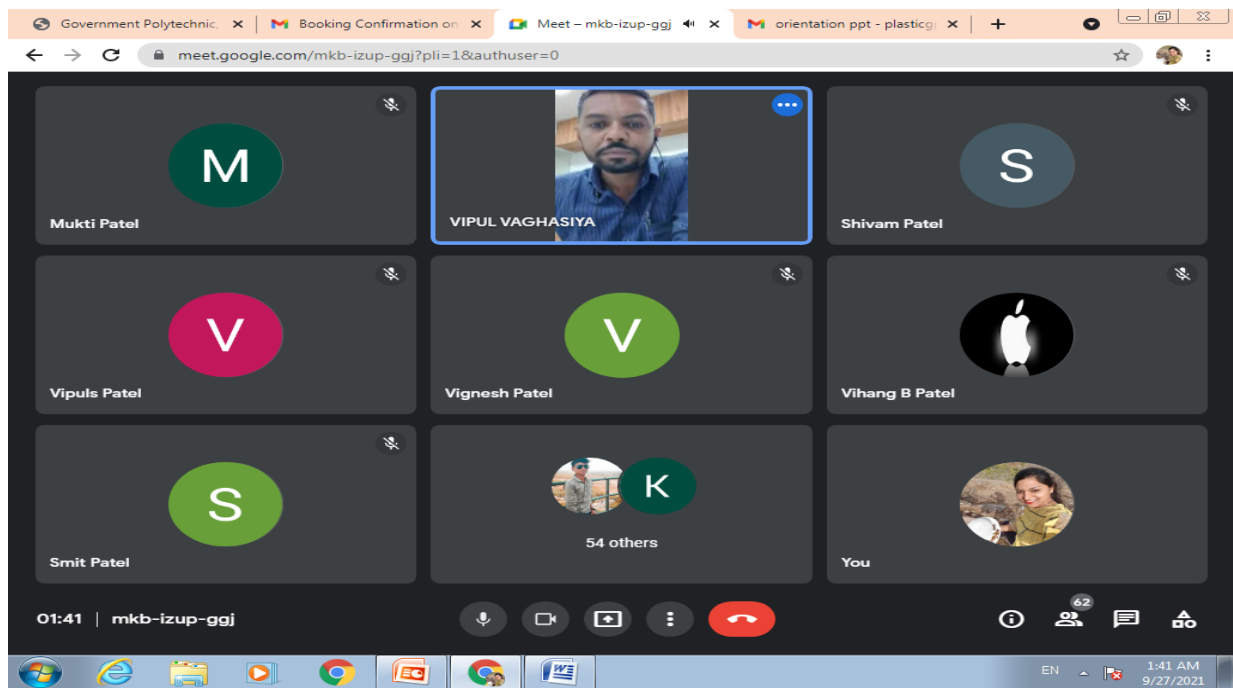 Government Polytechnic,
Booking Confirmation on
Meet – mkb-izup-ggj
orientation ppt - plasticg
meet.google.com/mkb-izup-ggj?pli=1&authuser=0
M
Mukti Patel
VIPUL VAGHASIYA
S
Shivam Patel
V
Vipuls Patel
V
Vignesh Patel
Vihang B Patel
S
Smit Patel
K
54 others
You
01:41 | mkb-izup-ggj
62
EN
1:41 AM
9/27/2021